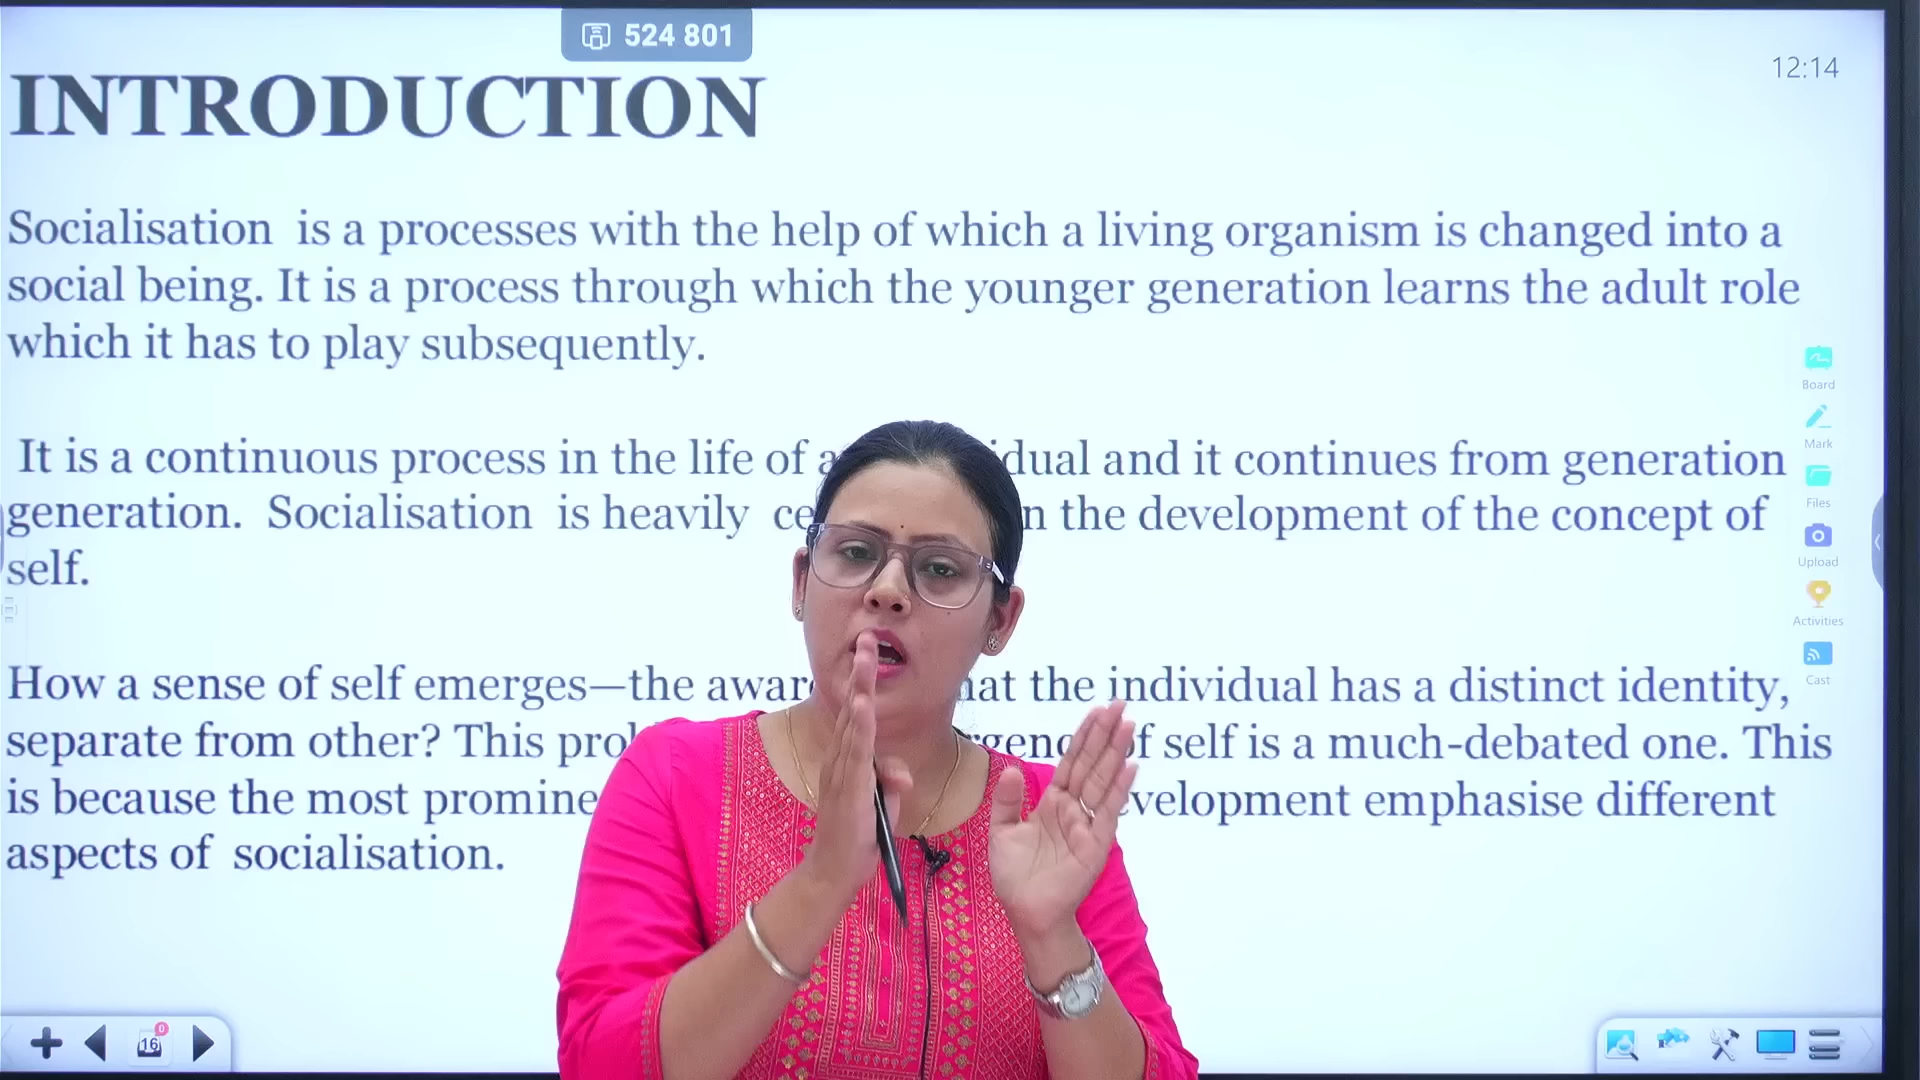 524 801
12:14
INTRODUCTION
Socialisation is a processes with the help of which a living organism is changed into a
social being. It is a process through which the younger generation learns the adult role
which it has to play subsequently.
It is a continuous process in the life of dual and it continues from generation
generation. Socialisation is heavily ce n the development of the concept of
self.
How a sense of self emerges—the awar hat the individual has a distinct identity,
separate from other? This pro rgenc f self is a much-debated one. This
is because the most promine velopment emphasise different
aspects of socialisation.
Board
Mark
Files
Upload
Activities
Cast
0
16